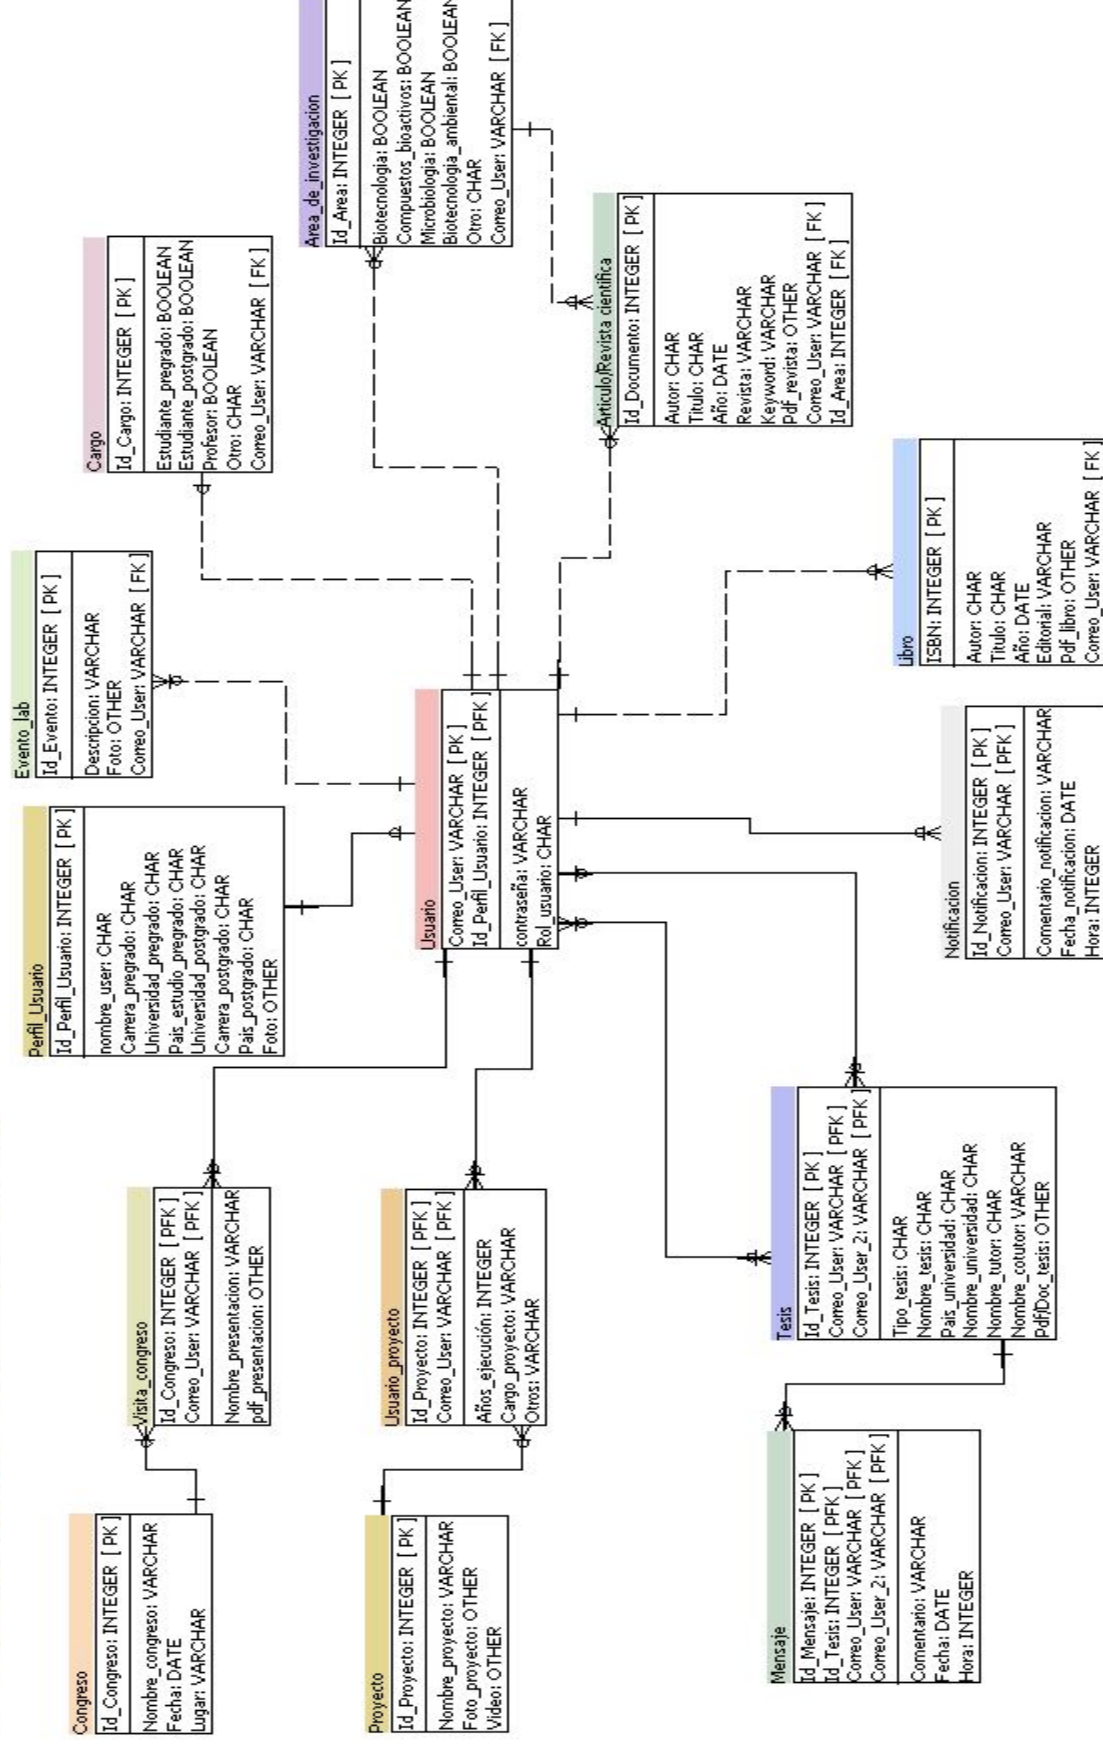 Congreso
Id_Congreso: INTEGER [ PK ]
Nombre_congreso: VARCHAR
Fecha: DATE
Lugar: VARCHAR
Visita_congreso
Id_Congreso: INTEGER [ PFK ]
Correo_User: VARCHAR [ PFK ]
Nombre_presentacion: VARCHAR
pdf_presentacion: OTHER
Perfil_Usuario
Id_Perfil_Usuario: INTEGER [ PK ]
nombre_user: CHAR
Carrera_pregrado: CHAR
Universidad_pregrado: CHAR
Pais_estudio_pregrado: CHAR
Universidad_postgrado: CHAR
Carrera_postgrado: CHAR
Pais_postgrado: CHAR
Foto: OTHER
Evento_lab
Id_Evento: INTEGER [ PK ]
Descripcion: VARCHAR
Foto: OTHER
Correo_User: VARCHAR [ FK ]
Cargo
Id_Cargo: INTEGER [ PK ]
Estudiante_pregrado: BOOLEAN
Estudiante_postgrado: BOOLEAN
Profesor: BOOLEAN
Otro: CHAR
Correo_User: VARCHAR [ FK ]
Area_de_investigacion
Id_Area: INTEGER [ PK ]
Biotecnologia: BOOLEAN
Compuestos_bioactivos: BOOLEAN
Microbiologia: BOOLEAN
Biotecnologia_ambiental: BOOLEAN
Otro: CHAR
Correo_User: VARCHAR [ FK ]
Proyecto
Id_Proyecto: INTEGER [ PK ]
Nombre_proyecto: VARCHAR
Foto_proyecto: OTHER
Video: OTHER
Usuario_proyecto
Id_Proyecto: INTEGER [ PFK ]
Correo_User: VARCHAR [ PFK ]
Años_ejecución: INTEGER
Cargo_proyecto: VARCHAR
Otros: VARCHAR
Usuario
Correo_User: VARCHAR [ PK ]
Id_Perfil_Usuario: INTEGER [ PFK ]
contraseña: VARCHAR
Rol_usuario: CHAR
Articulo/Revista cientifica
Id_Documento: INTEGER [ PK ]
Autor: CHAR
Titulo: CHAR
Año: DATE
Revista: VARCHAR
Keyword: VARCHAR
Pdf_revista: OTHER
Correo_User: VARCHAR [ FK ]
Id_Area: INTEGER [ FK ]
Mensaje
Id_Mensaje: INTEGER [ PK ]
Id_Tesis: INTEGER [ PFK ]
Correo_User: VARCHAR [ PFK ]
Correo_User_2: VARCHAR [ PFK ]
Comentario: VARCHAR
Fecha: DATE
Hora: INTEGER
Tesis
Id_Tesis: INTEGER [ PK ]
Correo_User: VARCHAR [ PFK ]
Correo_User_2: VARCHAR [ PFK ]
Tipo_tesis: CHAR
Nombre_tesis: CHAR
Pais_universidad: CHAR
Nombre_universidad: CHAR
Nombre_tutor: CHAR
Nombre_cotutor: VARCHAR
Pdf/Doc_tesis: OTHER
Notificacion
Id_Notificacion: INTEGER [ PK ]
Correo_User: VARCHAR [ PFK ]
Comentario_notificacion: VARCHAR
Fecha_notificacion: DATE
Hora: INTEGER
Libro
ISBN: INTEGER [ PK ]
Autor: CHAR
Titulo: CHAR
Año: DATE
Editorial: VARCHAR
Pdf_libro: OTHER
Correo_User: VARCHAR [ FK ]